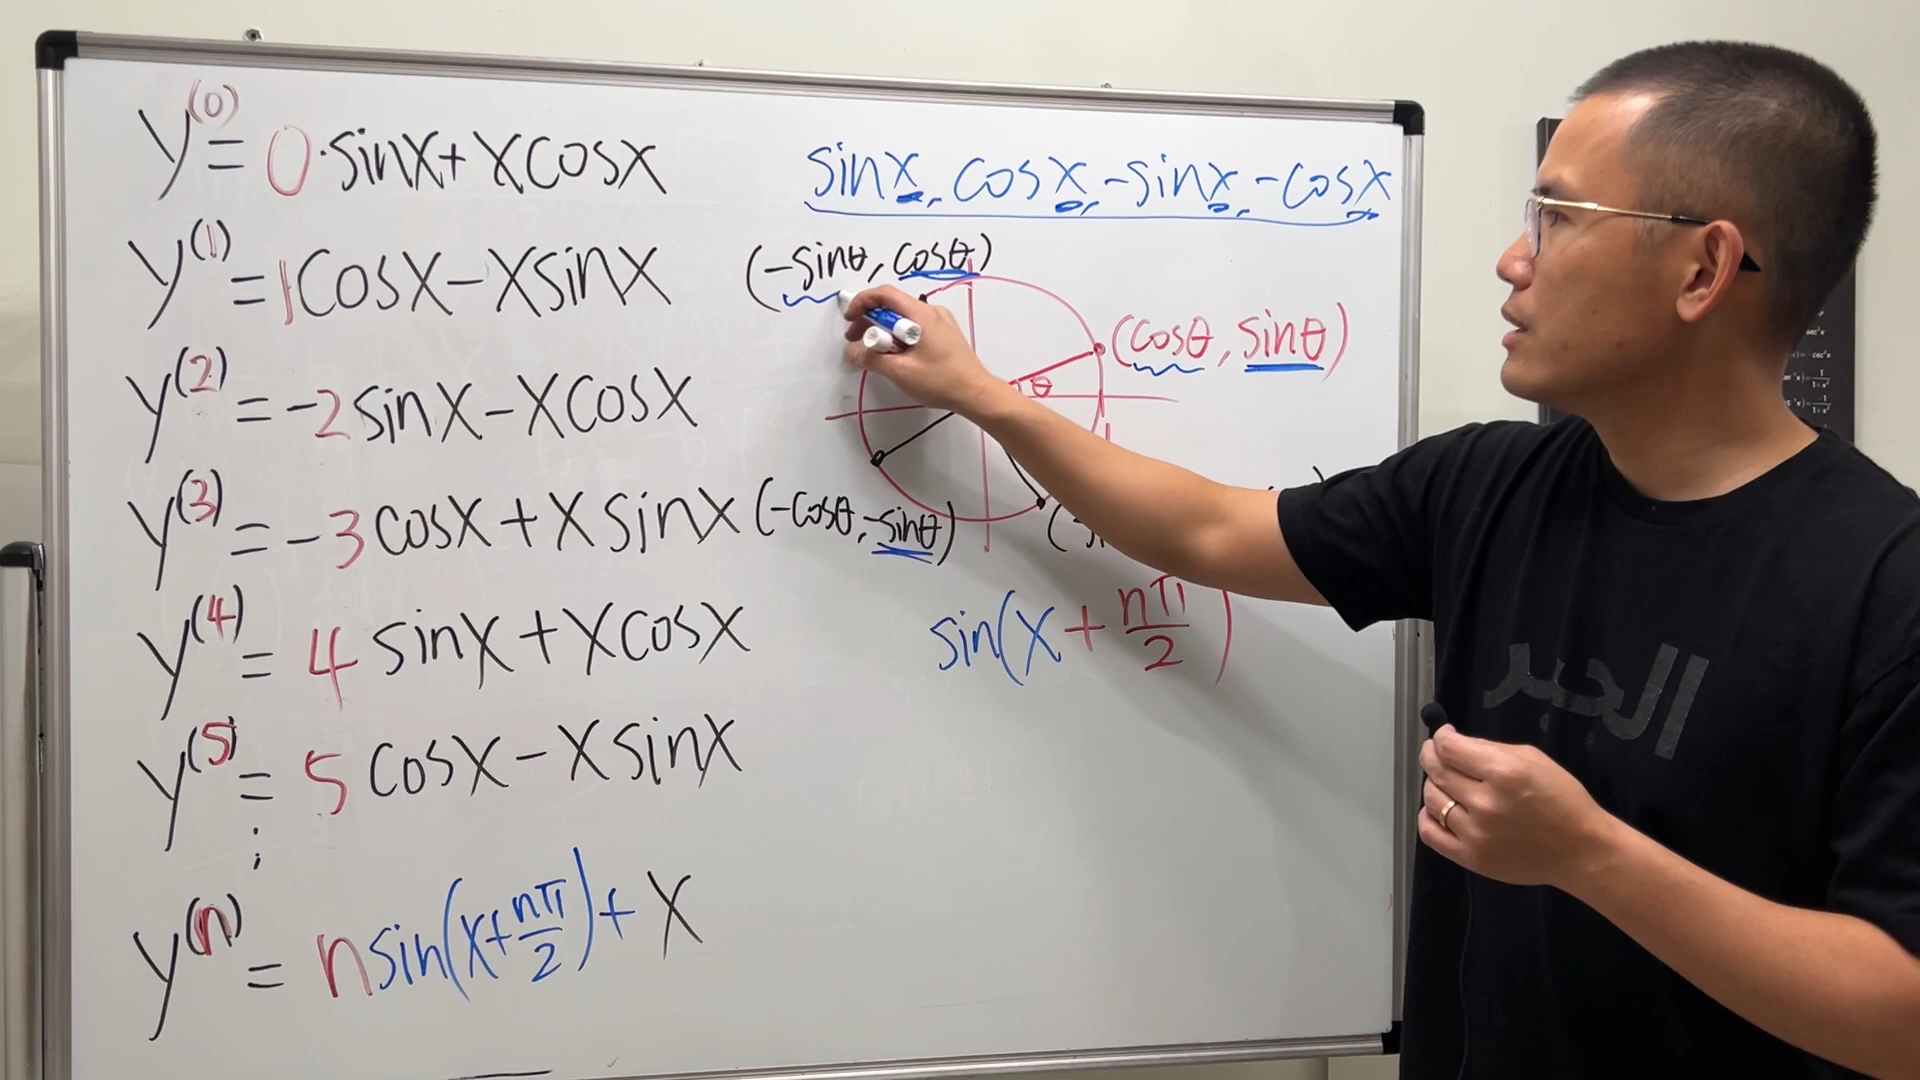 y⁽⁰⁾ = 0·sinx + xcosx
y⁽¹⁾ = 1cosx − xsinx
y⁽²⁾ = −2sinx − xcosx
y⁽³⁾ = −3cosx + xsinx
y⁽⁴⁾ = 4sinx + xcosx
y⁽⁵⁾ = 5cosx − xsinx
⋮
y⁽ⁿ⁾ = nsin(x+nπ/2) + x
sinx, cosx, −sinx, −cosx
(−sinθ, cosθ)
(cosθ, sinθ)
θ
(−cosθ, −sinθ)
sin(x + nπ/2)
الجبر